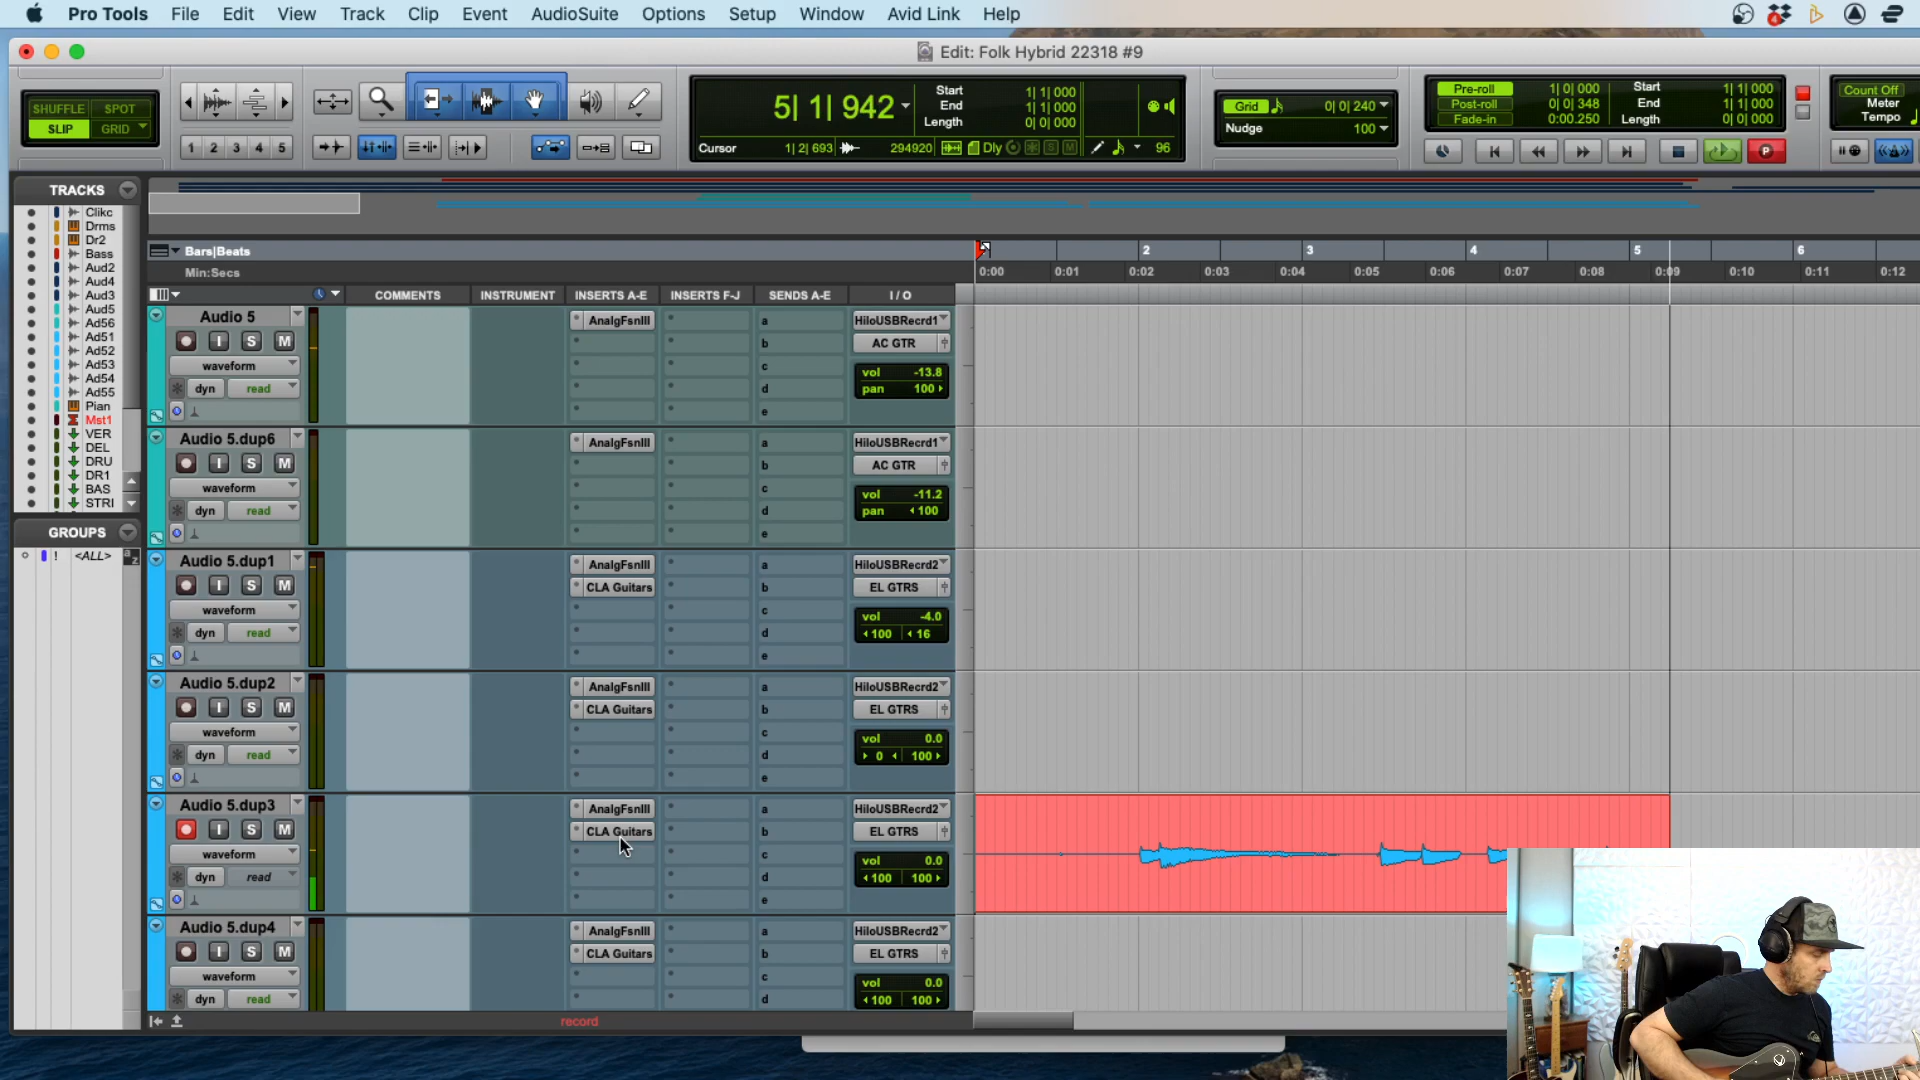 Pro Tools File Edit View Track Clip Event AudioSuite Options Setup Window Avid Link Help
Edit: Folk Hybrid 22318 #9
SHUFFLE SPOT
SLIP GRID
1 2 3 4 5
5| 1| 942
Start 1| 1| 000
End 1| 1| 000
Length 0| 0| 000
Cursor 1| 2| 693 294920 Dly 96
Grid 0| 0| 240
Nudge 100
Pre-roll 1| 0| 000
Post-roll 0| 0| 348
Fade-in 0:00.250
Start 1| 1| 000
End 1| 1| 000
Length 0| 0| 000
Count Off
Meter
Tempo
TRACKS
Clikc
Drms
Dr2
Bass
Aud2
Aud4
Aud3
Aud5
Ad56
Ad51
Ad52
Ad53
Ad54
Ad55
Pian
Mst1
VER
DEL
DRU
DR1
BAS
STRI
GROUPS
! <ALL>
Bars|Beats 2 3 4 5 6
Min:Secs 0:00 0:01 0:02 0:03 0:04 0:05 0:06 0:07 0:08 0:09 0:10 0:11 0:12
COMMENTS INSTRUMENT INSERTS A-E INSERTS F-J SENDS A-E I / O
Audio 5 AnalgFsnIII a HiloUSBRecrd1
I S M b AC GTR
waveform c vol -13.8
dyn read d pan 100
e
Audio 5.dup6 AnalgFsnIII a HiloUSBRecrd1
I S M b AC GTR
waveform c vol -11.2
dyn read d pan 100
e
Audio 5.dup1 AnalgFsnIII a HiloUSBRecrd2
I S M CLA Guitars b EL GTRS
waveform c vol -4.0
dyn read d 100 16
e
Audio 5.dup2 AnalgFsnIII a HiloUSBRecrd2
I S M CLA Guitars b EL GTRS
waveform c vol 0.0
dyn read d 0 100
e
Audio 5.dup3 AnalgFsnIII a HiloUSBRecrd2
I S M CLA Guitars b EL GTRS
waveform c vol 0.0
dyn read d 100 100
e
Audio 5.dup4 AnalgFsnIII a HiloUSBRecrd2
I S M CLA Guitars b EL GTRS
waveform c vol 0.0
dyn read d 100 100
record